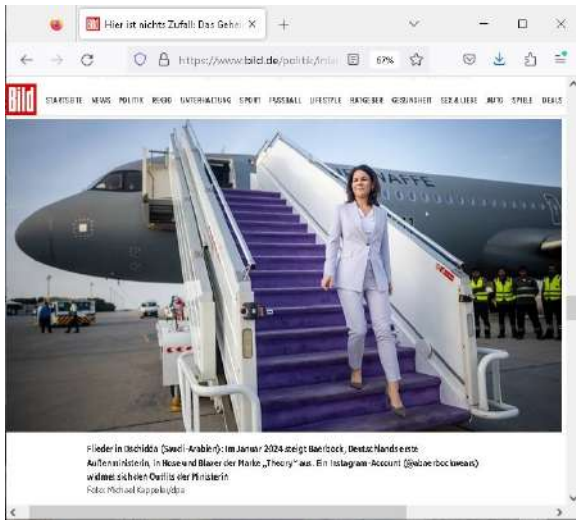 Hier ist nichts Zufall: Das Gehei
https://www.bild.de/politik/inla
67%
Bild
STARTSEITE NEWS POLITIK REGIO UNTERHALTUNG SPORT FUSSBALL LIFESTYLE RATGEBER GESUNDHEIT SEX & LIEBE AUTO SPIELE DEALS
WAFFE
Flieder in Dschidda (Saudi-Arabien): Im Januar 2024 steigt Baerbock, Deutschlands erste
Außenministerin, in Hose und Blazer der Marke „Theory“ aus. Ein Instagram-Account (@abaerbockwears)
widmet sich den Outfits der Ministerin
Foto: Michael Kappeler/dpa